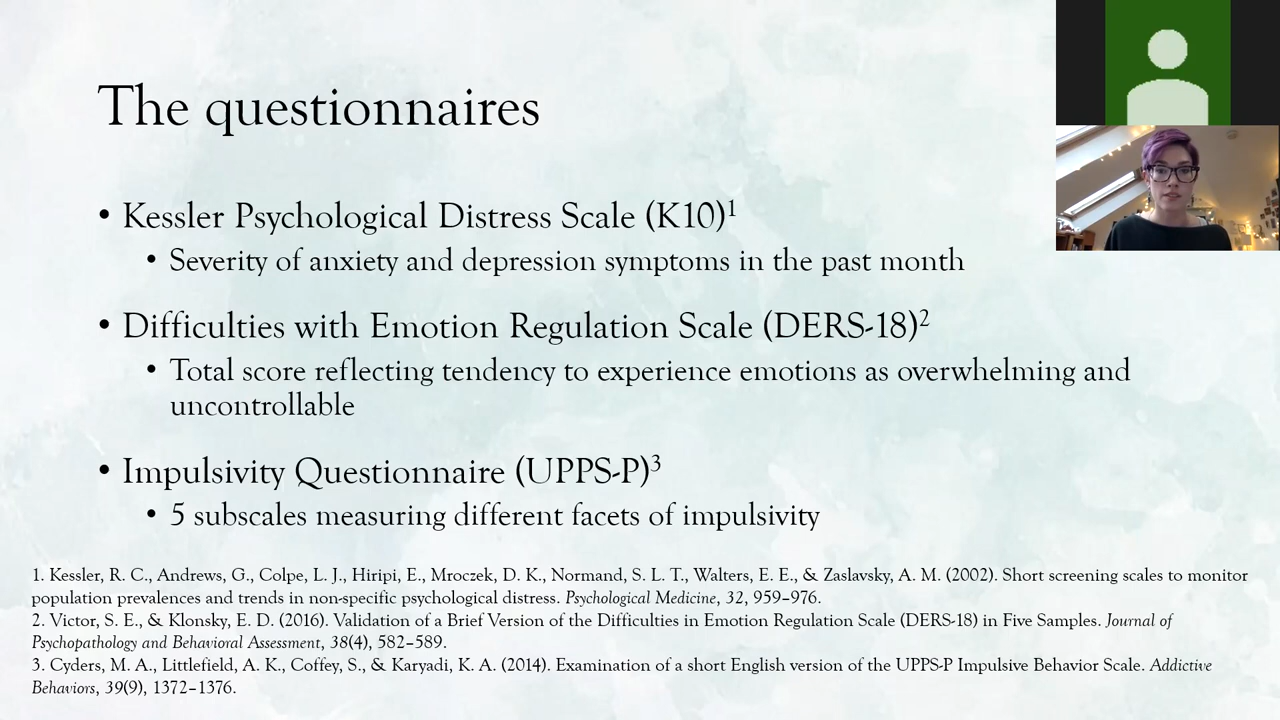 The questionnaires
• Kessler Psychological Distress Scale (K10)1
• Severity of anxiety and depression symptoms in the past month
• Difficulties with Emotion Regulation Scale (DERS-18)2
• Total score reflecting tendency to experience emotions as overwhelming and
uncontrollable
• Impulsivity Questionnaire (UPPS-P)3
• 5 subscales measuring different facets of impulsivity
1. Kessler, R. C., Andrews, G., Colpe, L. J., Hiripi, E., Mroczek, D. K., Normand, S. L. T., Walters, E. E., & Zaslavsky, A. M. (2002). Short screening scales to monitor
population prevalences and trends in non-specific psychological distress. Psychological Medicine, 32, 959–976.
2. Victor, S. E., & Klonsky, E. D. (2016). Validation of a Brief Version of the Difficulties in Emotion Regulation Scale (DERS-18) in Five Samples. Journal of
Psychopathology and Behavioral Assessment, 38(4), 582–589.
3. Cyders, M. A., Littlefield, A. K., Coffey, S., & Karyadi, K. A. (2014). Examination of a short English version of the UPPS-P Impulsive Behavior Scale. Addictive
Behaviors, 39(9), 1372–1376.